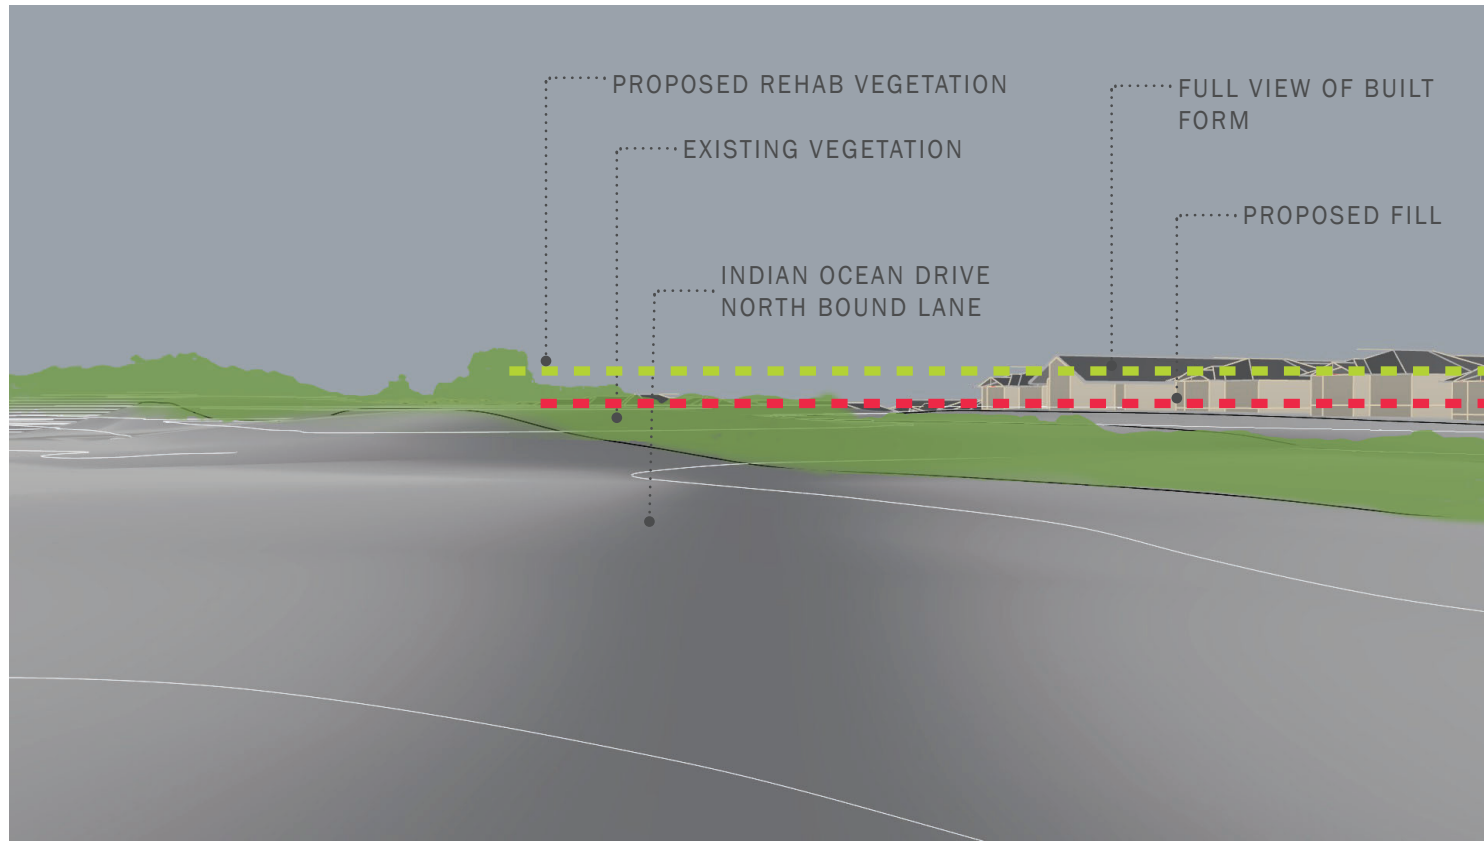 PROPOSED REHAB VEGETATION
FULL VIEW OF BUILT
FORM
EXISTING VEGETATION
PROPOSED FILL
INDIAN OCEAN DRIVE
NORTH BOUND LANE